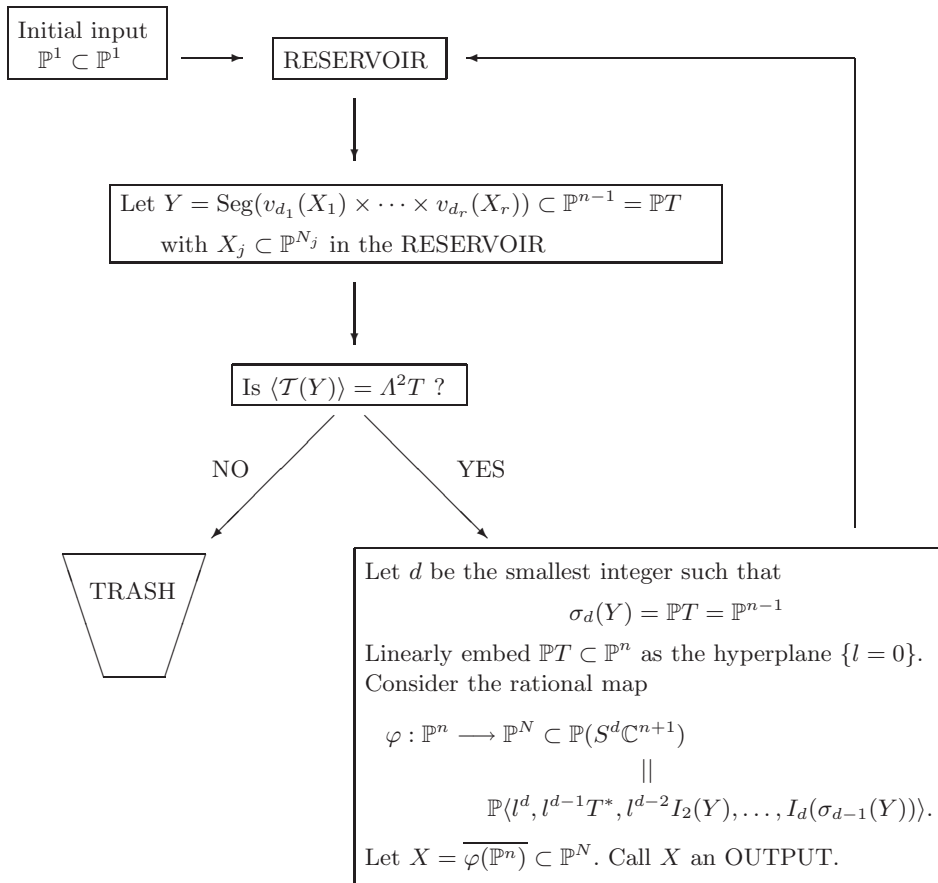 Initial input
ℙ¹ ⊂ ℙ¹
RESERVOIR
Let Y = Seg(v_{d_1}(X_1) × ⋯ × v_{d_r}(X_r)) ⊂ ℙ^{n−1} = ℙT
with X_j ⊂ ℙ^{N_j} in the RESERVOIR
Is ⟨𝒯(Y)⟩ = Λ²T ?
NO
YES
TRASH
Let d be the smallest integer such that
σ_d(Y) = ℙT = ℙ^{n−1}
Linearly embed ℙT ⊂ ℙ^n as the hyperplane {l = 0}.
Consider the rational map
φ : ℙ^n ⟶ ℙ^N ⊂ ℙ(S^dℂ^{n+1})
||
ℙ⟨l^d, l^{d−1}T^*, l^{d−2}I_2(Y), …, I_d(σ_{d−1}(Y))⟩.
Let X = \overline{φ(ℙ^n)} ⊂ ℙ^N. Call X an OUTPUT.